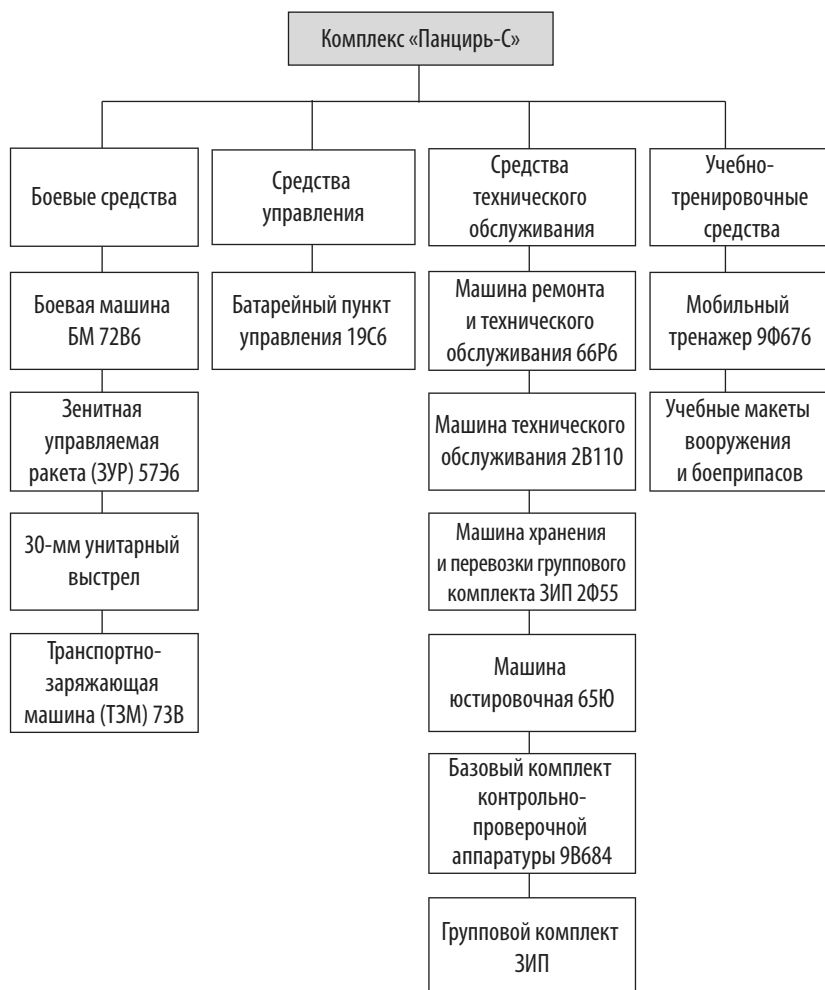 Комплекс «Панцирь-С»
Боевые средства
Средства
управления
Средства
технического
обслуживания
Учебно-
тренировочные
средства
Боевая машина
БМ 72В6
Зенитная
управляемая
ракета (ЗУР) 57Э6
30-мм унитарный
выстрел
Транспортно-
заряжающая
машина (ТЗМ) 73В
Батарейный пункт
управления 19С6
Машина ремонта
и технического
обслуживания 66Р6
Машина технического
обслуживания 2В110
Машина хранения
и перевозки группового
комплекта ЗИП 2Ф55
Машина
юстировочная 65Ю
Базовый комплект
контрольно-
проверочной
аппаратуры 9В684
Групповой комплект
ЗИП
Мобильный
тренажер 9Ф676
Учебные макеты
вооружения
и боеприпасов